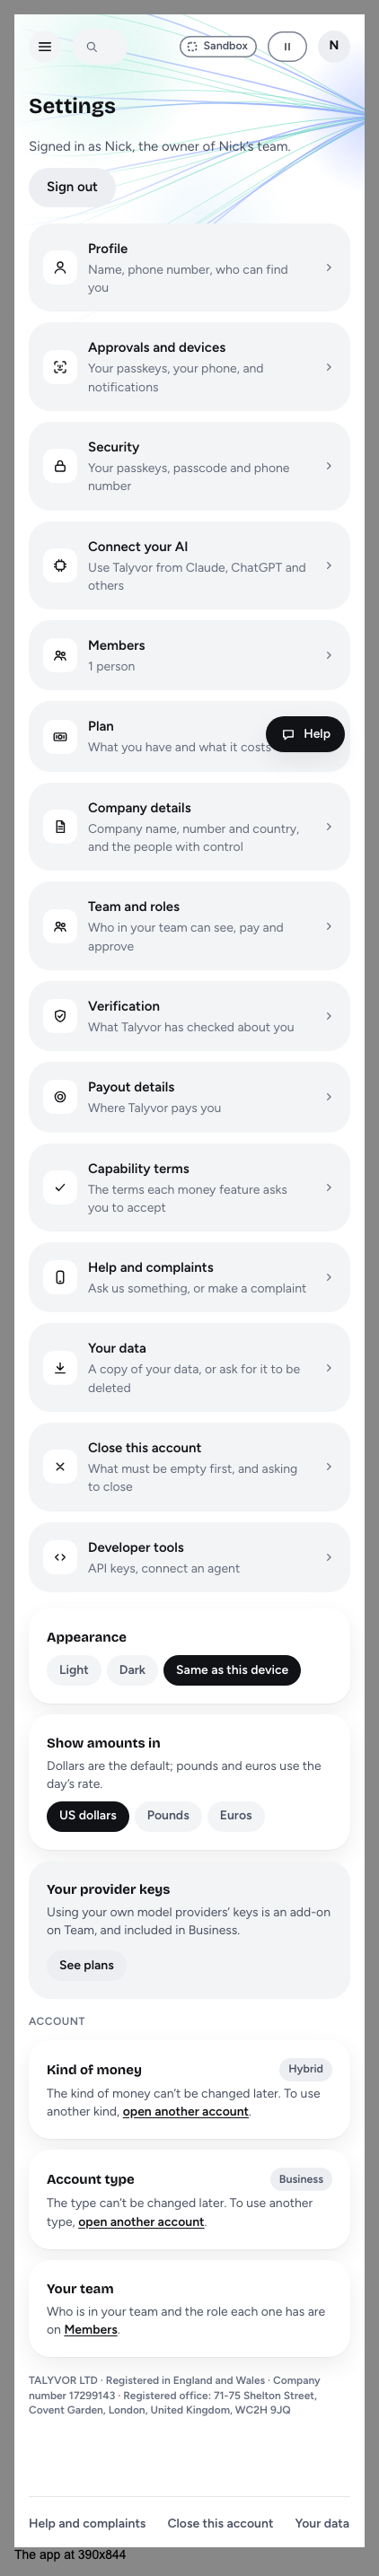 Sandbox
N
Settings
Signed in as Nick, the owner of Nick's team.
Sign out
Profile
Name, phone number, who can find
you
Approvals and devices
Your passkeys, your phone, and
notifications
Security
Your passkeys, passcode and phone
number
Connect your AI
Use Talyvor from Claude, ChatGPT and
others
Members
1 person
Plan
What you have and what it costs
Help
Company details
Company name, number and country,
and the people with control
Team and roles
Who in your team can see, pay and
approve
Verification
What Talyvor has checked about you
Payout details
Where Talyvor pays you
Capability terms
The terms each money feature asks
you to accept
Help and complaints
Ask us something, or make a complaint
Your data
A copy of your data, or ask for it to be
deleted
Close this account
What must be empty first, and asking
to close
Developer tools
API keys, connect an agent
Appearance
Light Dark Same as this device
Show amounts in
Dollars are the default; pounds and euros use the
day's rate.
US dollars Pounds Euros
Your provider keys
Using your own model providers' keys is an add-on
on Team, and included in Business.
See plans
ACCOUNT
Kind of money Hybrid
The kind of money can't be changed later. To use
another kind, open another account.
Account type Business
The type can't be changed later. To use another
type, open another account.
Your team
Who is in your team and the role each one has are
on Members.
TALYVOR LTD · Registered in England and Wales · Company
number 17299143 · Registered office: 71-75 Shelton Street,
Covent Garden, London, United Kingdom, WC2H 9JQ
Help and complaints Close this account Your data
The app at 390x844